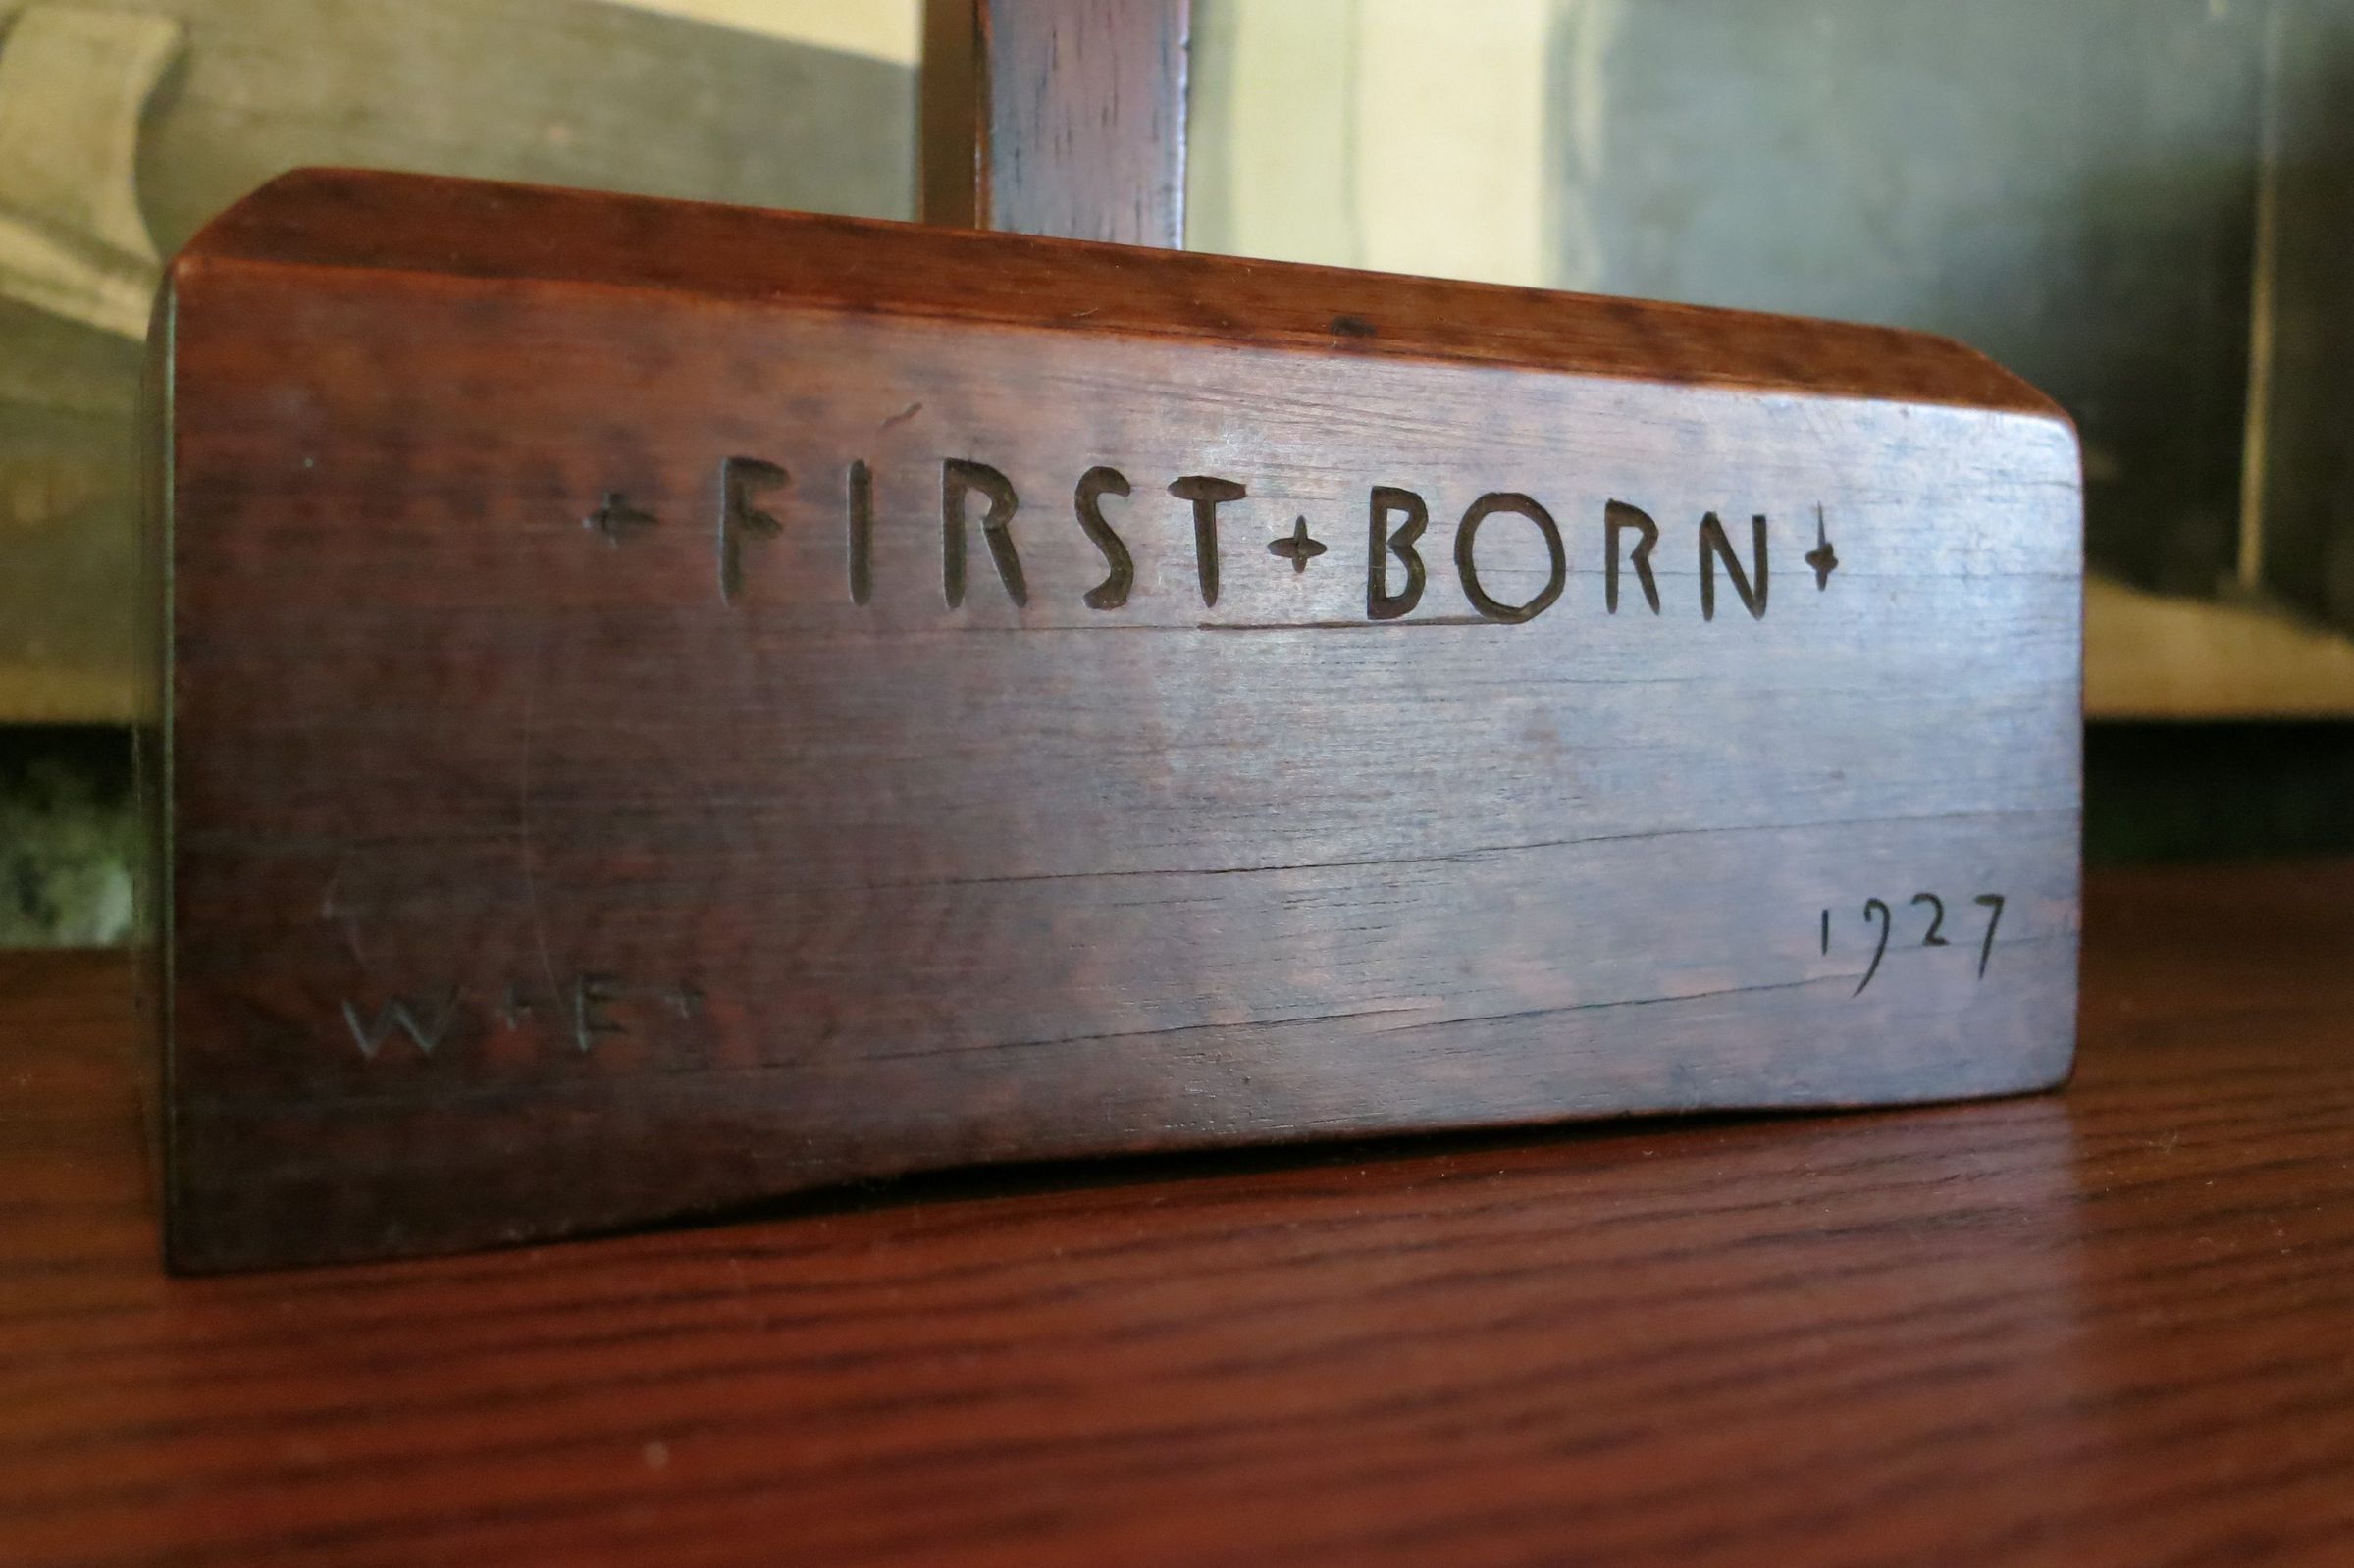 +FIRST+BORN+
1927
W+E+